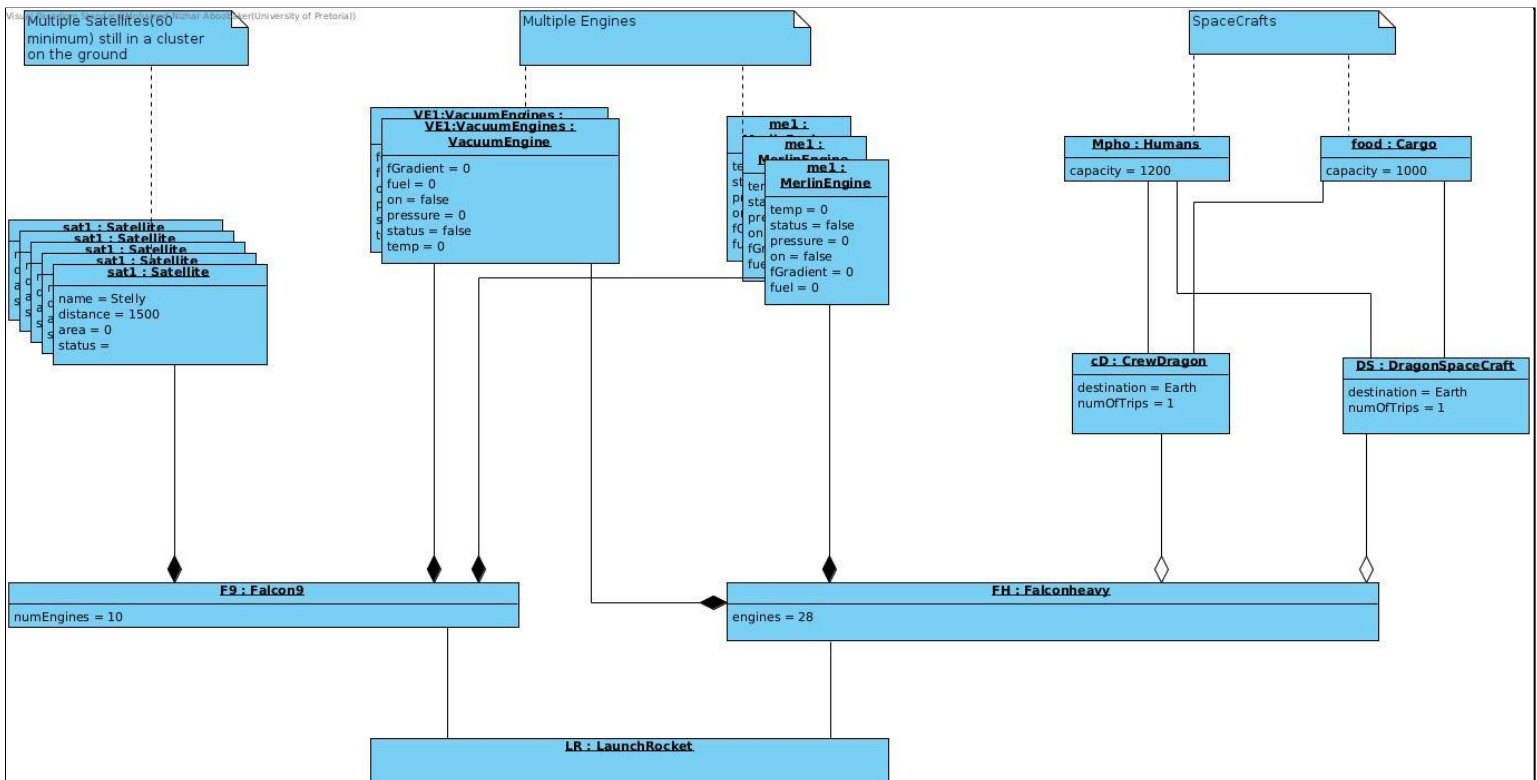 Multiple Satellites(60
minimum) still in a cluster
on the ground
Multiple Engines
SpaceCrafts
VE1:VacuumEngines :
VE1:VacuumEngines :
VacuumEngine
fGradient = 0
fuel = 0
on = false
pressure = 0
status = false
temp = 0
me1 :
me1 :
MerlinEngine
me1 :
MerlinEngine
temp = 0
status = false
pressure = 0
on = false
fGradient = 0
fuel = 0
Mpho : Humans
capacity = 1200
food : Cargo
capacity = 1000
sat1 : Satellite
sat1 : Satellite
sat1 : Satellite
sat1 : Satellite
sat1 : Satellite
name = Stelly
distance = 1500
area = 0
status =
cD : CrewDragon
destination = Earth
numOfTrips = 1
DS : DragonSpaceCraft
destination = Earth
numOfTrips = 1
F9 : Falcon9
numEngines = 10
FH : Falconheavy
engines = 28
LR : LaunchRocket